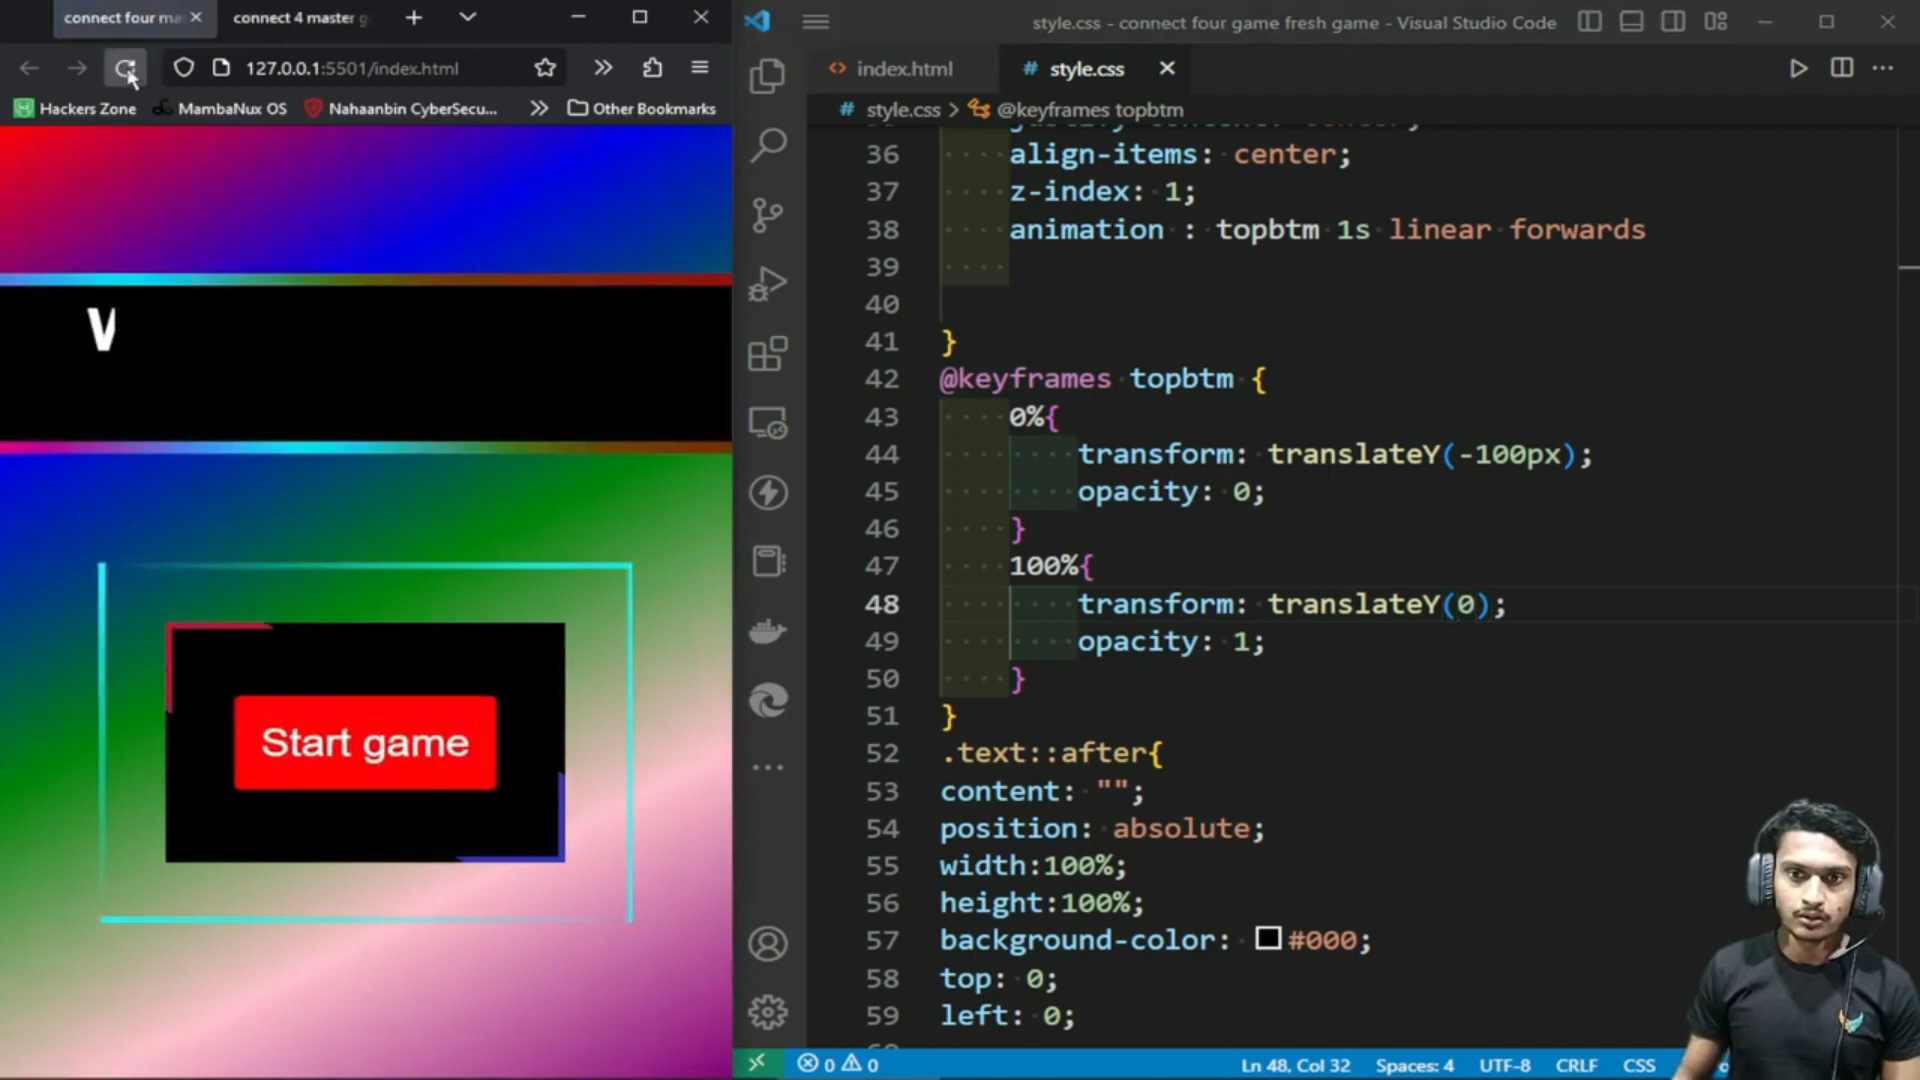 connect four ma
connect 4 master g
style.css - connect four game fresh game - Visual Studio Code
127.0.0.1:5501/index.html
Hackers Zone
MambaNux OS
Nahaanbin CyberSecu...
Other Bookmarks
index.html
style.css
style.css > @keyframes topbtm
36 align-items: center;
37 z-index: 1;
38 animation : topbtm 1s linear forwards
39
40
41 }
42 @keyframes topbtm {
43 0%{
44 transform: translateY(-100px);
45 opacity: 0;
46 }
47 100%{
48 transform: translateY(0);
49 opacity: 1;
50 }
51 }
52 .text::after{
53 content: "";
54 position: absolute;
55 width:100%;
56 height:100%;
57 background-color: #000;
58 top: 0;
59 left: 0;
W
Start game
0 0
Ln 48, Col 32
Spaces: 4
UTF-8
CRLF
CSS